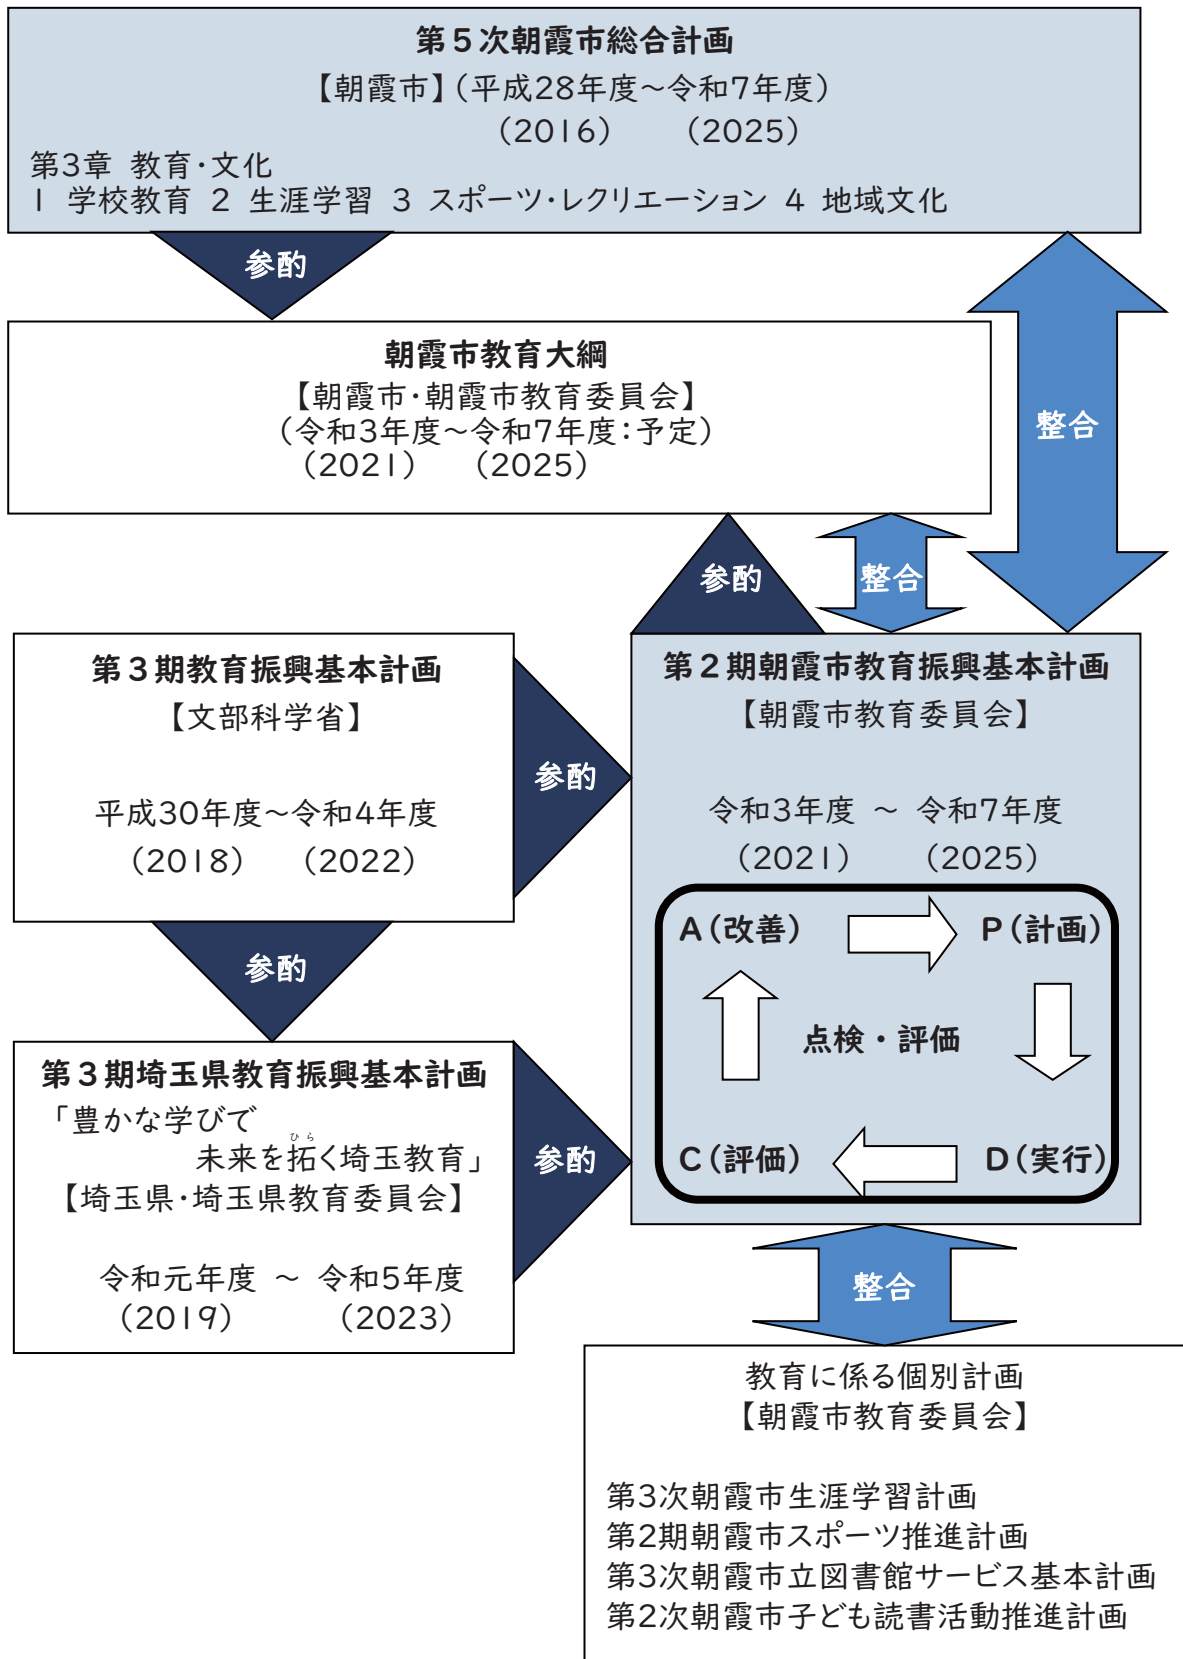 第5次朝霞市総合計画
【朝霞市】(平成28年度～令和7年度)
(2016) (2025)
第3章 教育・文化
1 学校教育 2 生涯学習 3 スポーツ・レクリエーション 4 地域文化
参酌
朝霞市教育大綱
【朝霞市・朝霞市教育委員会】
(令和3年度～令和7年度:予定)
(2021) (2025)
整合
参酌
整合
第3期教育振興基本計画
【文部科学省】
平成30年度～令和4年度
(2018) (2022)
参酌
参酌
第2期朝霞市教育振興基本計画
【朝霞市教育委員会】
令和3年度 ～ 令和7年度
(2021) (2025)
A(改善) P(計画)
点検・評価
C(評価) D(実行)
第3期埼玉県教育振興基本計画
「豊かな学びで
ひら
未来を拓く埼玉教育」
【埼玉県・埼玉県教育委員会】
令和元年度 ～ 令和5年度
(2019) (2023)
参酌
整合
教育に係る個別計画
【朝霞市教育委員会】
第3次朝霞市生涯学習計画
第2期朝霞市スポーツ推進計画
第3次朝霞市立図書館サービス基本計画
第2次朝霞市子ども読書活動推進計画